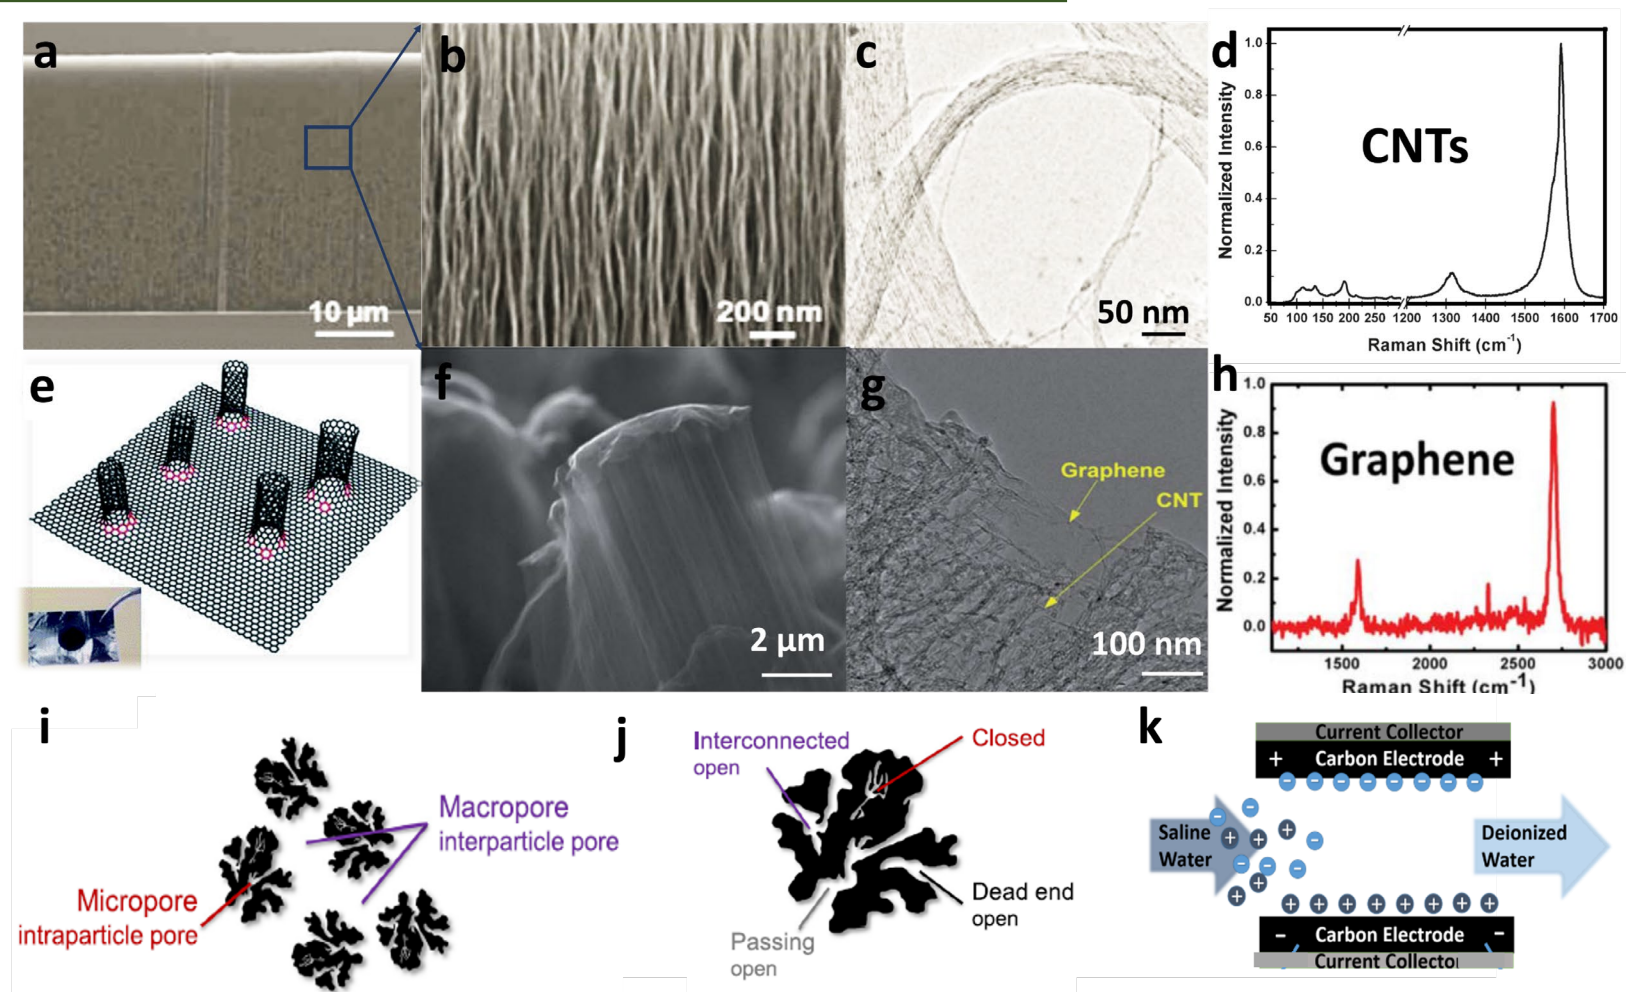 a
10 µm
b
200 nm
c
50 nm
d
CNTs
Normalized Intensity
1.0
0.8
0.6
0.4
0.2
0.0
50 100 150 200 250 1200 1300 1400 1500 1600 1700
Raman Shift (cm-1)
e
f
2 µm
g
Graphene
CNT
100 nm
h
Graphene
Normalized Intensity
1.0
0.8
0.6
0.4
0.2
0.0
1500 2000 2500 3000
Raman Shift (cm-1)
i
Macropore
interparticle pore
Micropore
intraparticle pore
j
Interconnected
open
Closed
Dead end
open
Passing
open
k
Current Collector
+ Carbon Electrode +
Saline
Water
Deionized
Water
- Carbon Electrode -
Current Collector